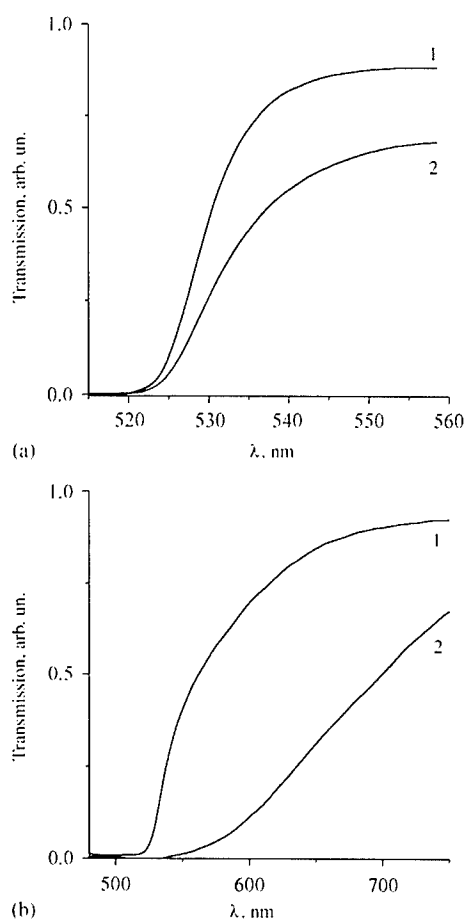 1.0
1
2
Transmission, arb. un.
0.5
0.0
520 530 540 550 560
(a)
λ, nm
1.0
1
2
Transmission, arb. un.
0.5
0.0
500 600 700
(b)
λ, nm